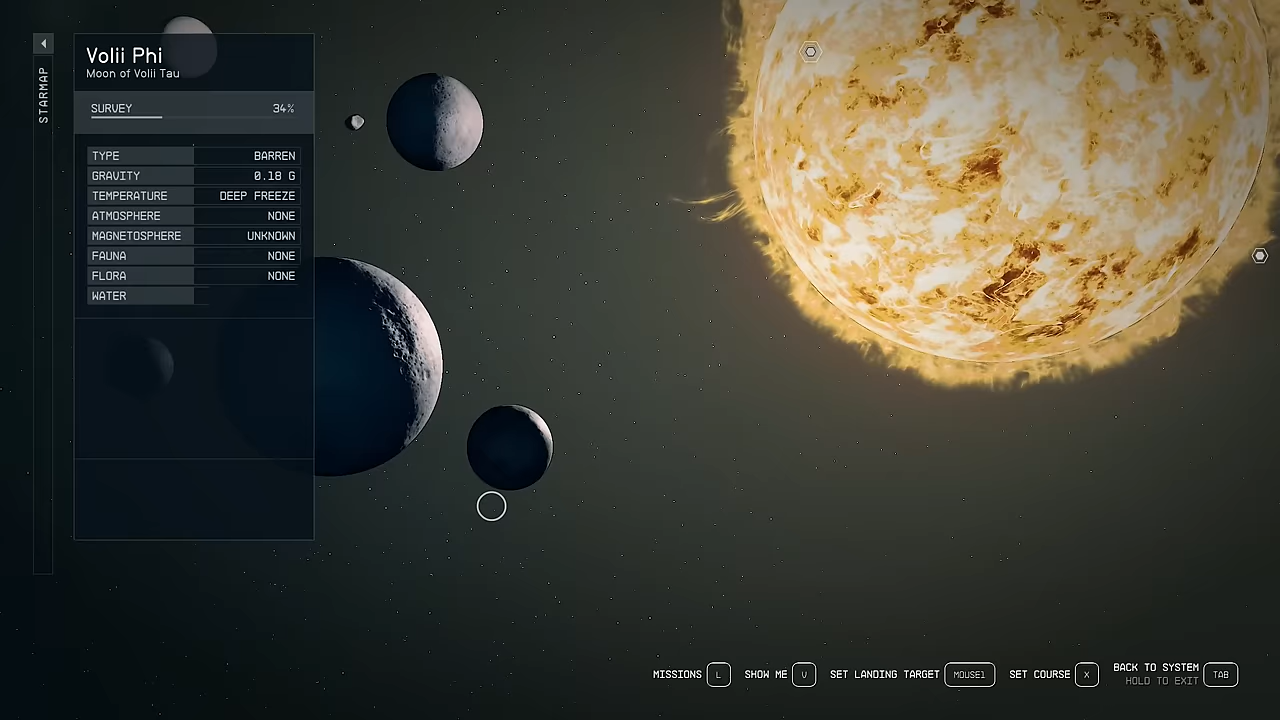 STARMAP
Volii Phi
Moon of Volii Tau
SURVEY 34%
TYPE BARREN
GRAVITY 0.18 G
TEMPERATURE DEEP FREEZE
ATMOSPHERE NONE
MAGNETOSPHERE UNKNOWN
FAUNA NONE
FLORA NONE
WATER
MISSIONS L SHOW ME V SET LANDING TARGET MOUSE1 SET COURSE X BACK TO SYSTEM TAB
HOLD TO EXIT